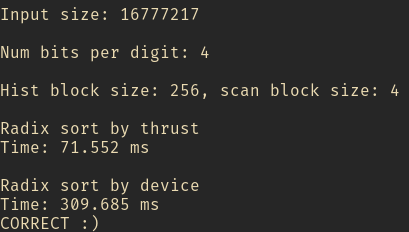 Input size: 16777217
Num bits per digit: 4
Hist block size: 256, scan block size: 4
Radix sort by thrust
Time: 71.552 ms
Radix sort by device
Time: 309.685 ms
CORRECT :)